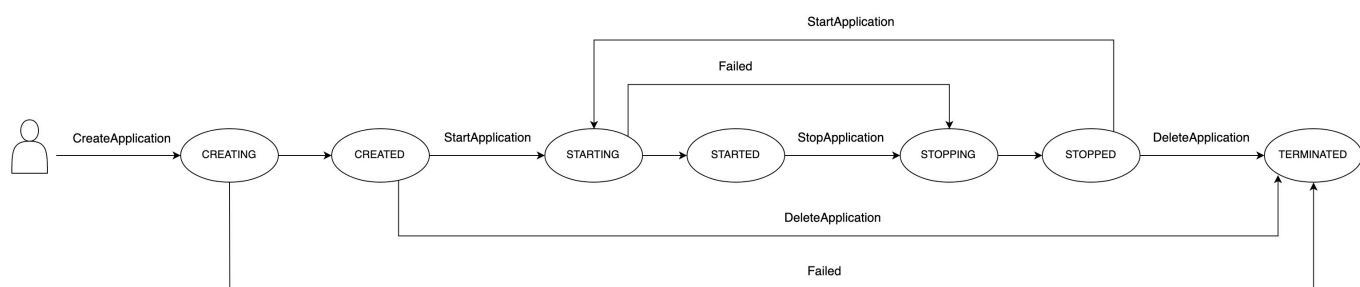 StartApplication
Failed
CreateApplication
CREATING
CREATED
StartApplication
STARTING
STARTED
StopApplication
STOPPING
STOPPED
DeleteApplication
TERMINATED
DeleteApplication
Failed